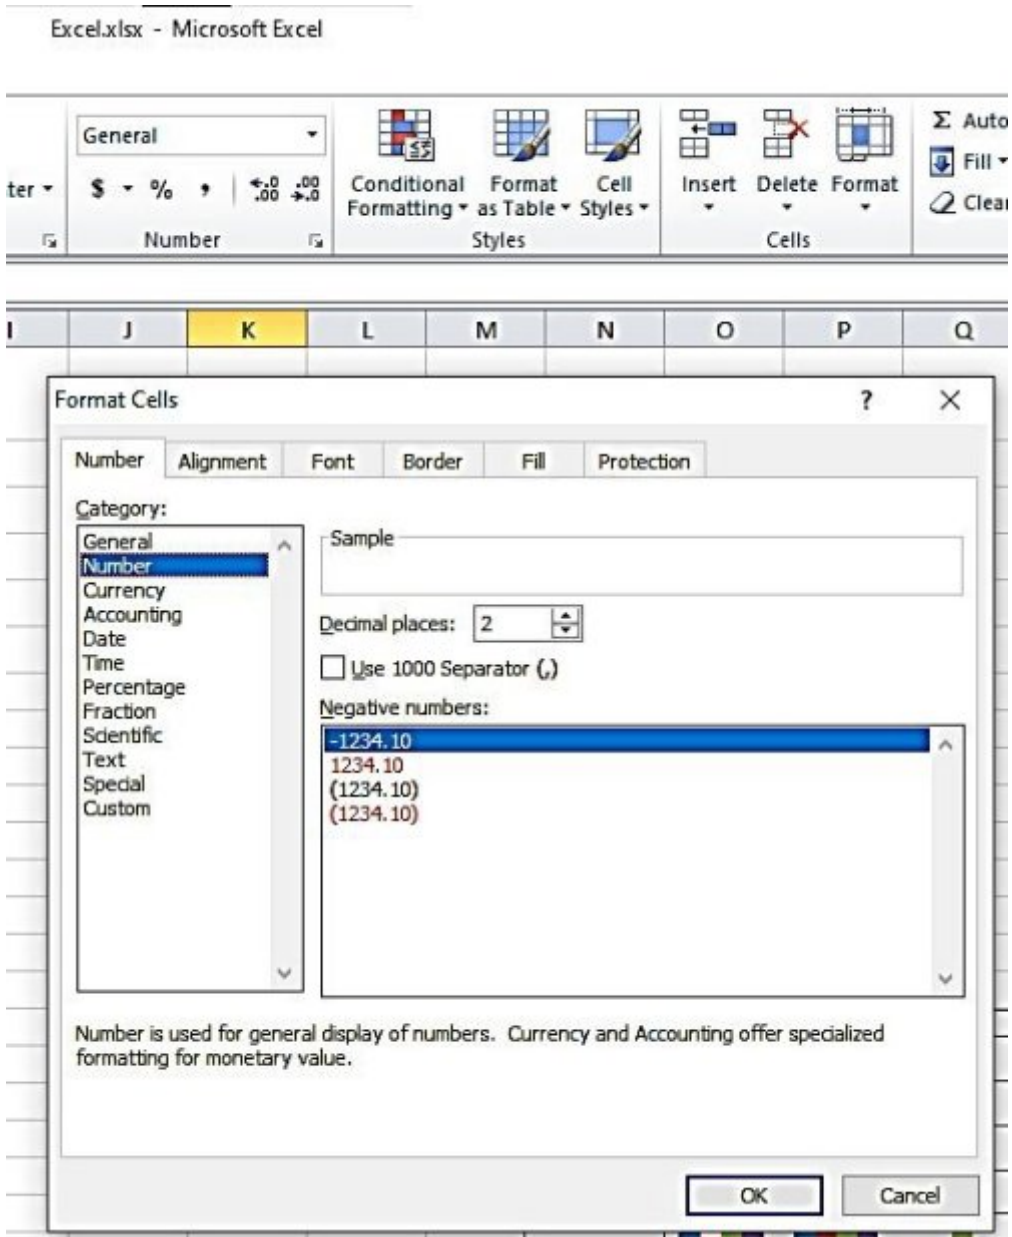 Excel.xlsx - Microsoft Excel
General
Σ Auto
ter
$ % , .00 .00
Conditional Formatting
Format as Table
Cell Styles
Insert
Delete
Format
Fill
Clear
Number
Styles
Cells
I J K L M N O P Q
Format Cells ?
Number Alignment Font Border Fill Protection
Category:
General
Number
Currency
Accounting
Date
Time
Percentage
Fraction
Scientific
Text
Special
Custom
Sample
Decimal places: 2
Use 1000 Separator (,)
Negative numbers:
-1234.10
1234.10
(1234.10)
(1234.10)
Number is used for general display of numbers. Currency and Accounting offer specialized
formatting for monetary value.
OK Cancel